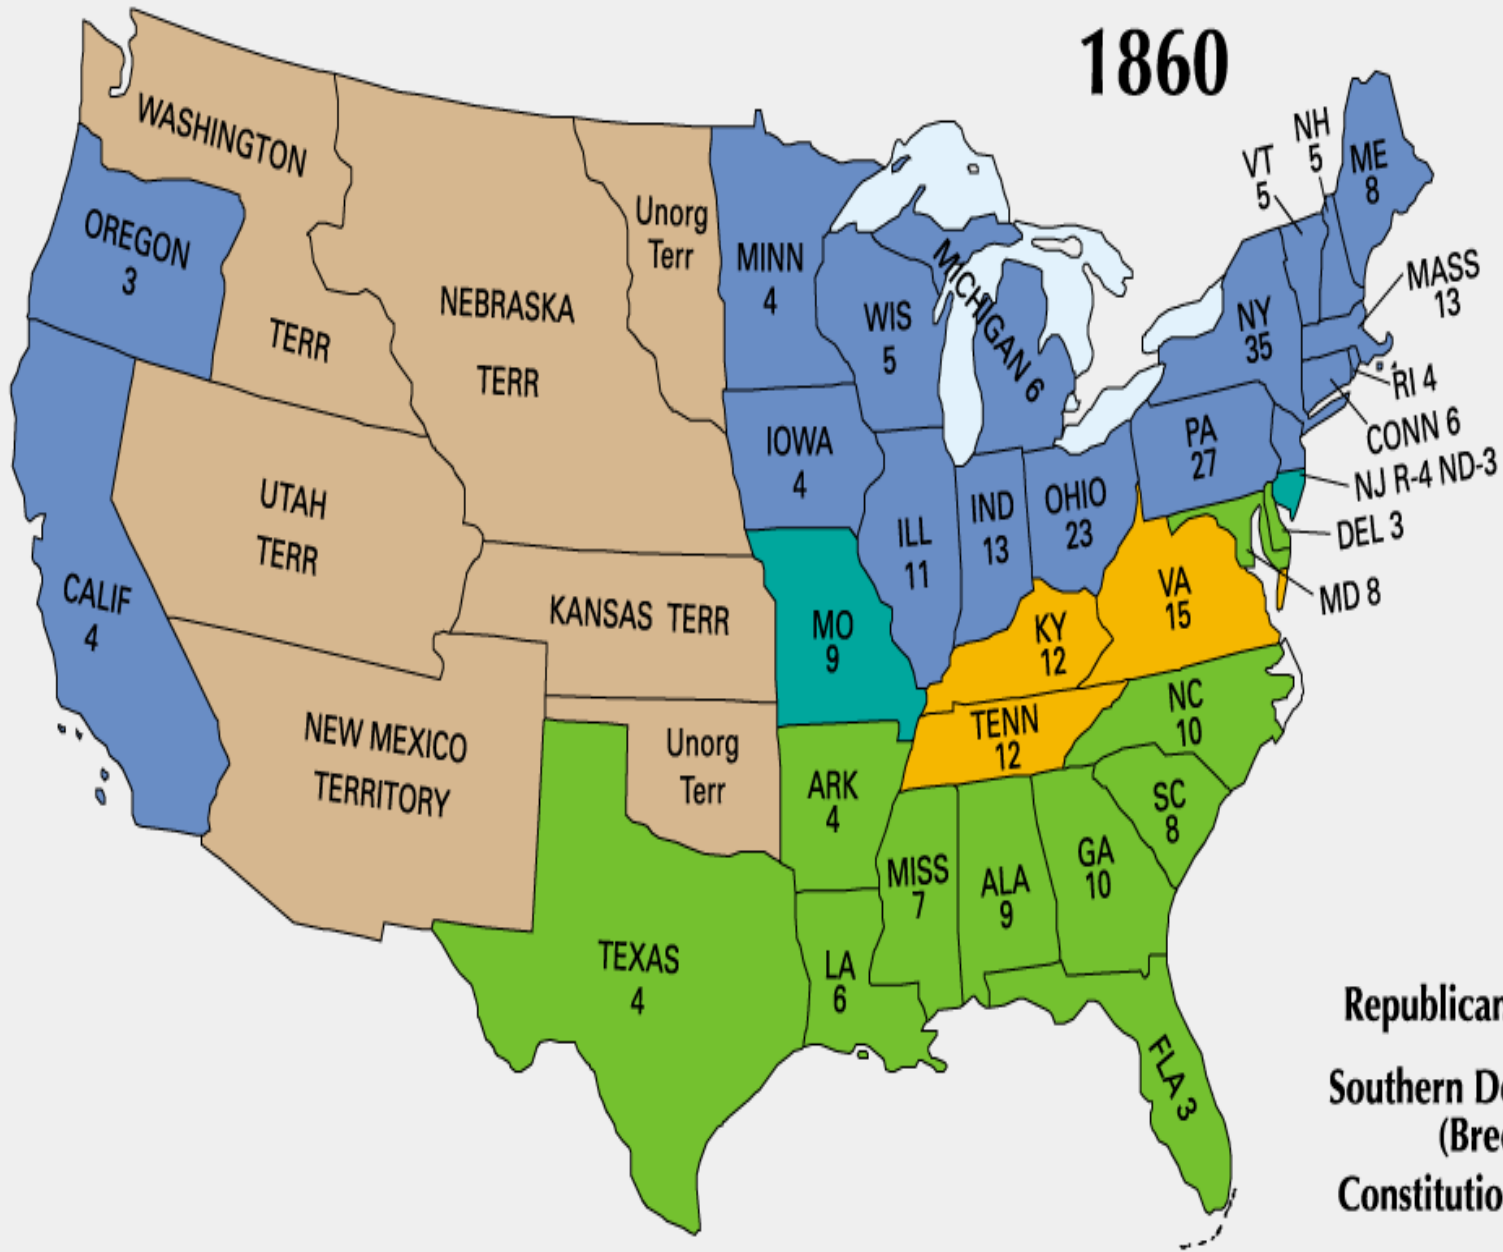 1860
WASHINGTON
TERR
OREGON
3
CALIF
4
NEBRASKA
TERR
Unorg
Terr
UTAH
TERR
KANSAS TERR
NEW MEXICO
TERRITORY
Unorg
Terr
TEXAS
4
MINN
4
IOWA
4
MO
9
ARK
4
LA
6
WIS
5
MICHIGAN 6
ILL
11
IND
13
OHIO
23
KY
12
TENN
12
MISS
7
ALA
9
GA
10
FLA 3
SC
8
NC
10
VA
15
PA
27
NY
35
VT
5
NH
5
ME
8
MASS
13
RI 4
CONN 6
NJ R-4 ND-3
DEL 3
MD 8
Republican
Southern